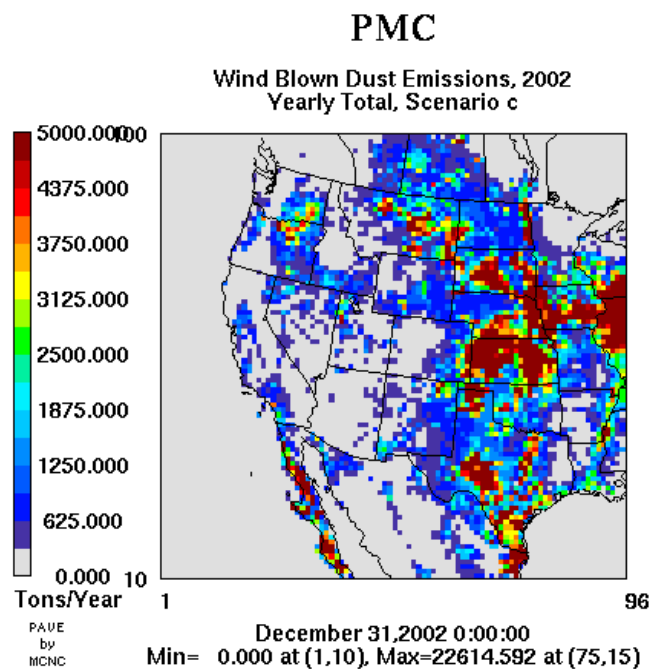 PMC
Wind Blown Dust Emissions, 2002
Yearly Total, Scenario c
5000.000
100
4375.000
3750.000
3125.000
2500.000
1875.000
1250.000
625.000
0.000
10
Tons/Year
1
96
PAVE
by
MCNC
December 31,2002 0:00:00
Min= 0.000 at (1,10), Max=22614.592 at (75,15)